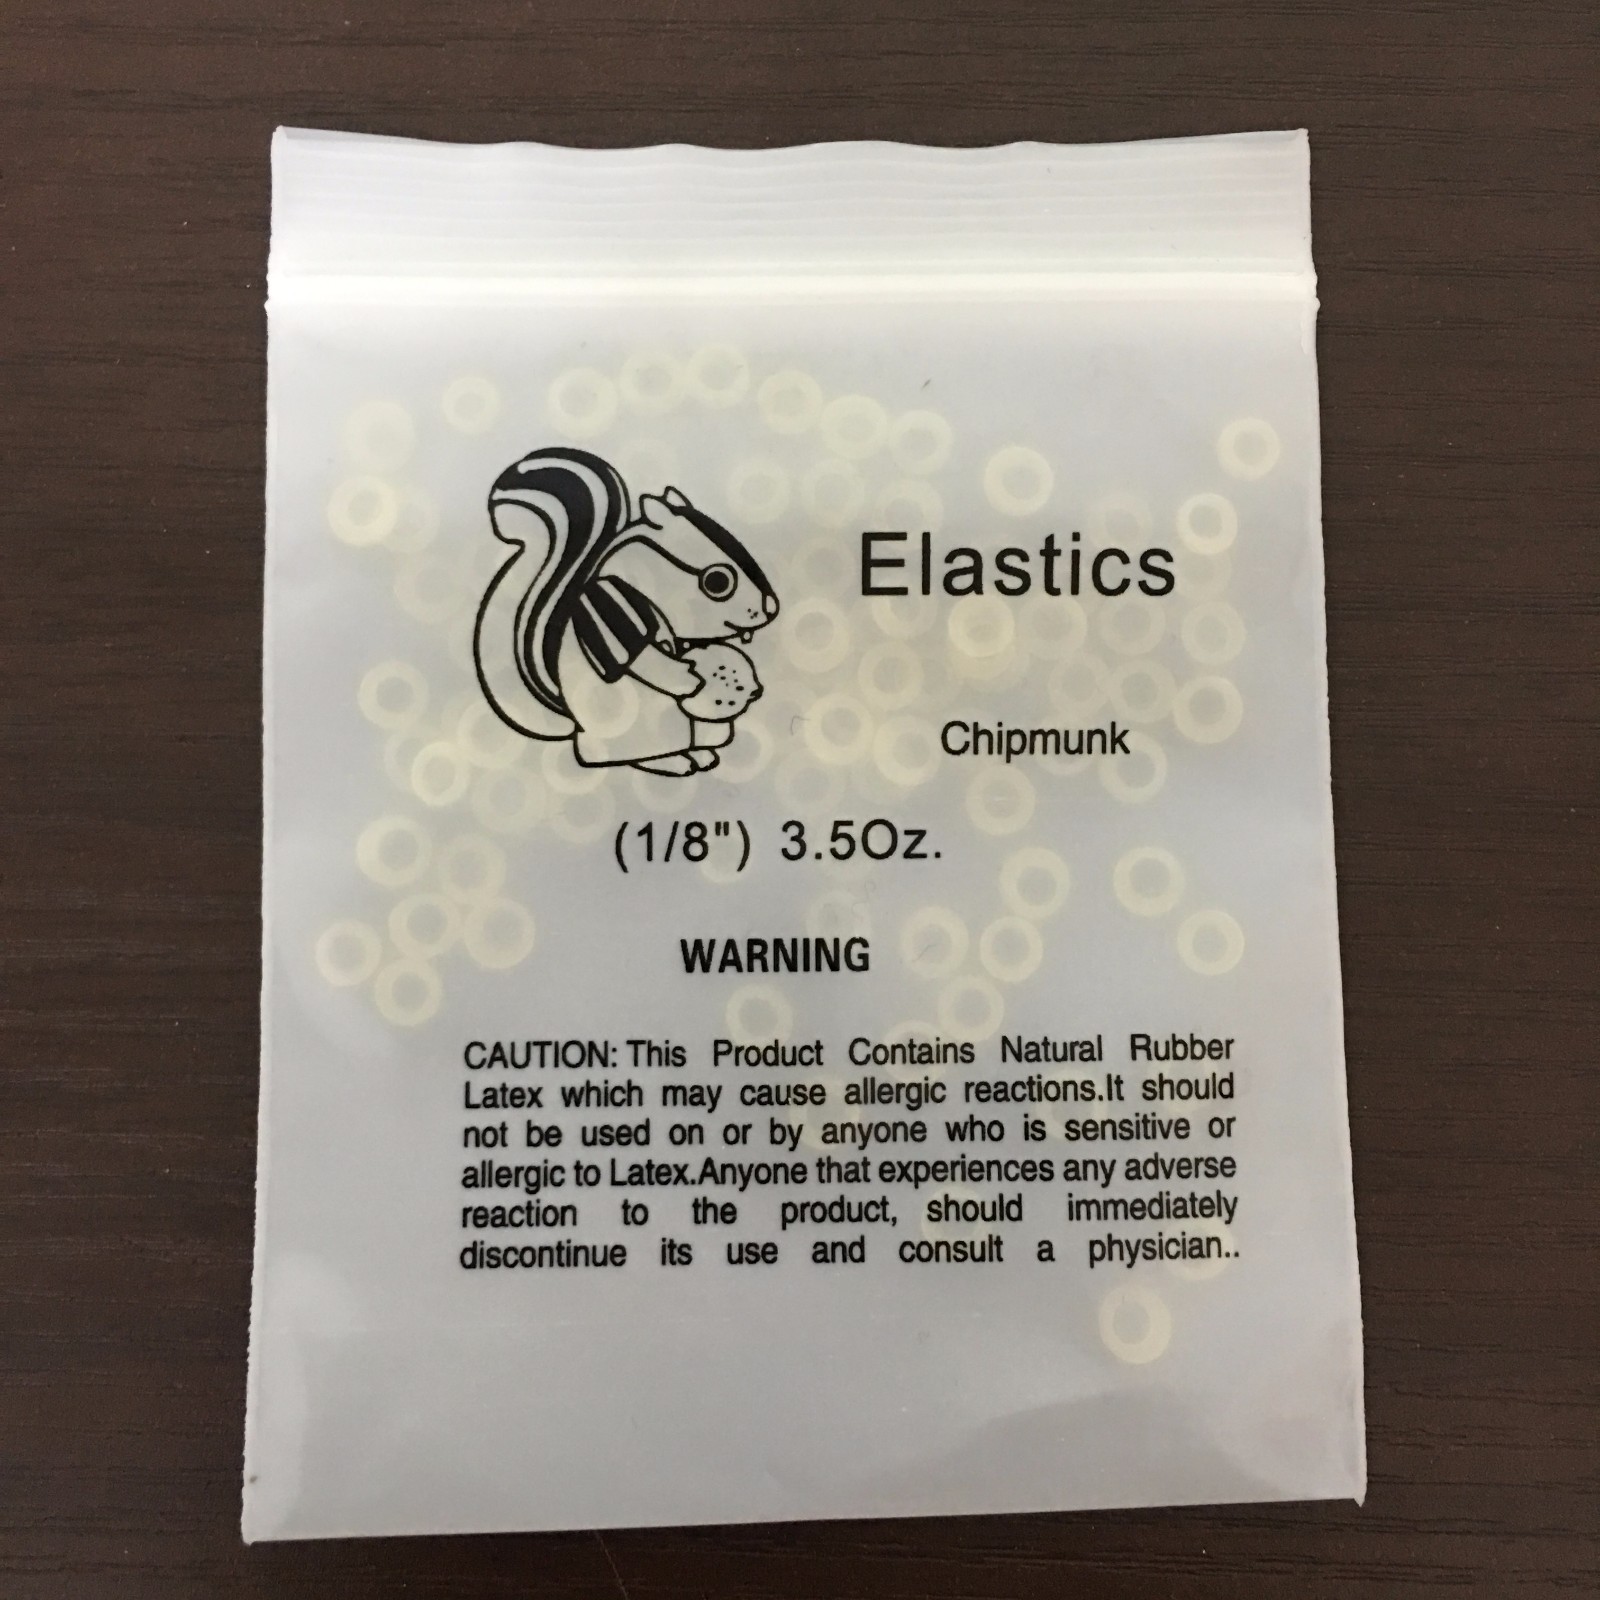 Elastics
Chipmunk
(1/8") 3.5Oz.
WARNING
CAUTION: This Product Contains Natural Rubber
Latex which may cause allergic reactions.It should
not be used on or by anyone who is sensitive or
allergic to Latex.Anyone that experiences any adverse
reaction to the product, should immediately
discontinue its use and consult a physician..